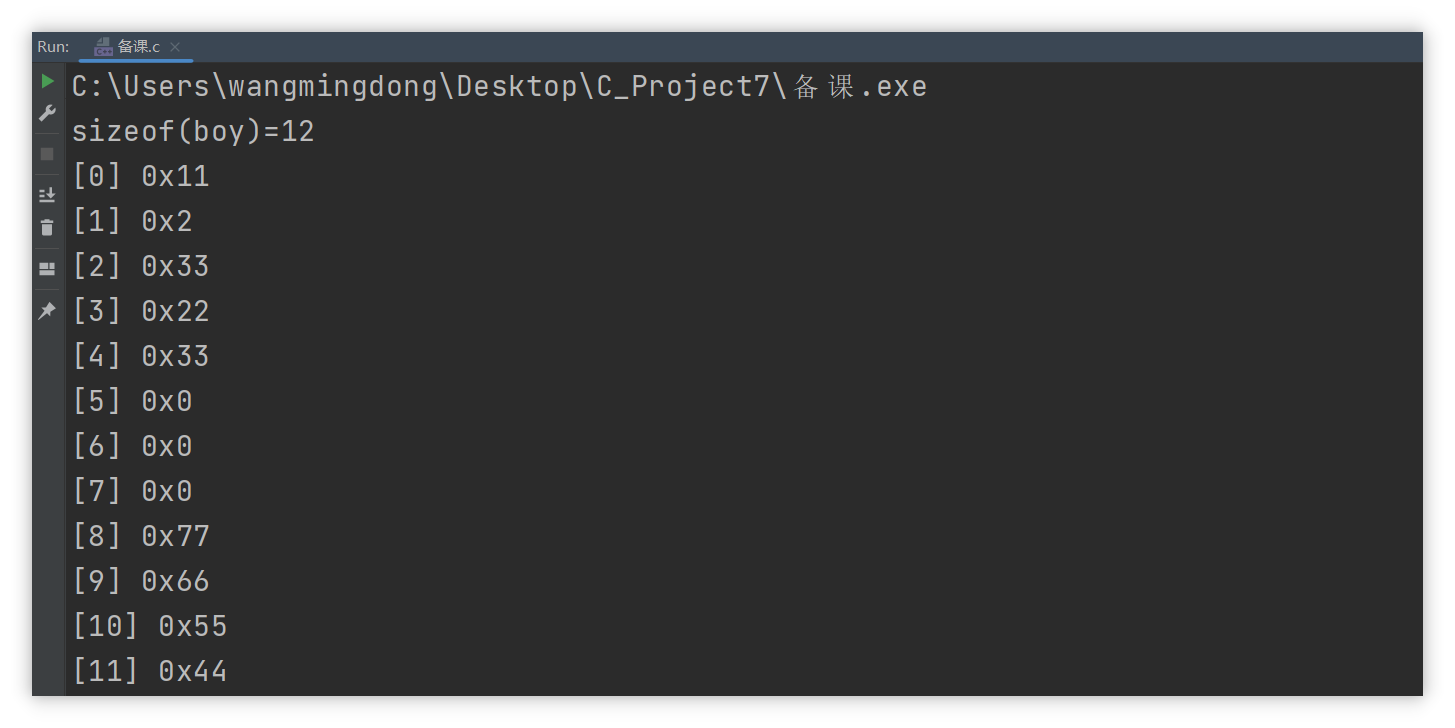 Run: 备课.c
C:\Users\wangmingdong\Desktop\C_Project7\备课.exe
sizeof(boy)=12
[0] 0x11
[1] 0x2
[2] 0x33
[3] 0x22
[4] 0x33
[5] 0x0
[6] 0x0
[7] 0x0
[8] 0x77
[9] 0x66
[10] 0x55
[11] 0x44